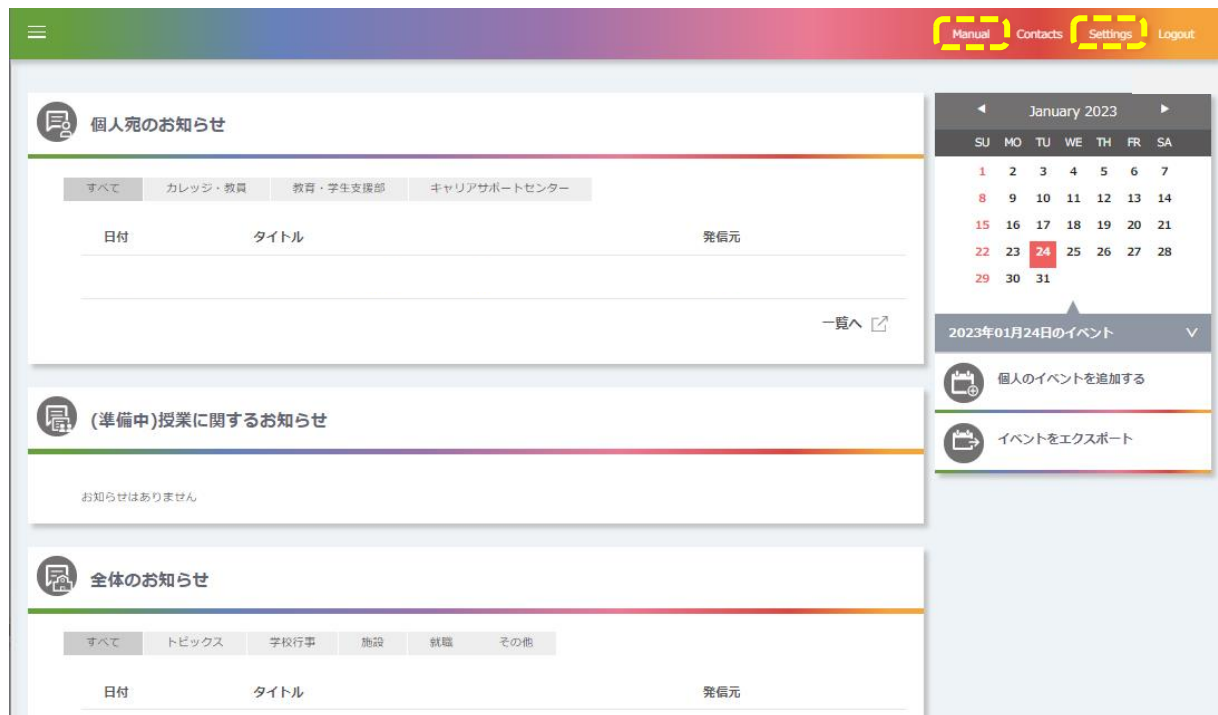 Manual Contacts Settings Logout
個人宛のお知らせ
すべて カレッジ・教員 教育・学生支援部 キャリアサポートセンター
日付 タイトル 発信元
一覧へ
(準備中)授業に関するお知らせ
お知らせはありません
全体のお知らせ
すべて トピックス 学校行事 施設 就職 その他
日付 タイトル 発信元
January 2023
SU MO TU WE TH FR SA
1 2 3 4 5 6 7
8 9 10 11 12 13 14
15 16 17 18 19 20 21
22 23 24 25 26 27 28
29 30 31
2023年01月24日のイベント
個人のイベントを追加する
イベントをエクスポート